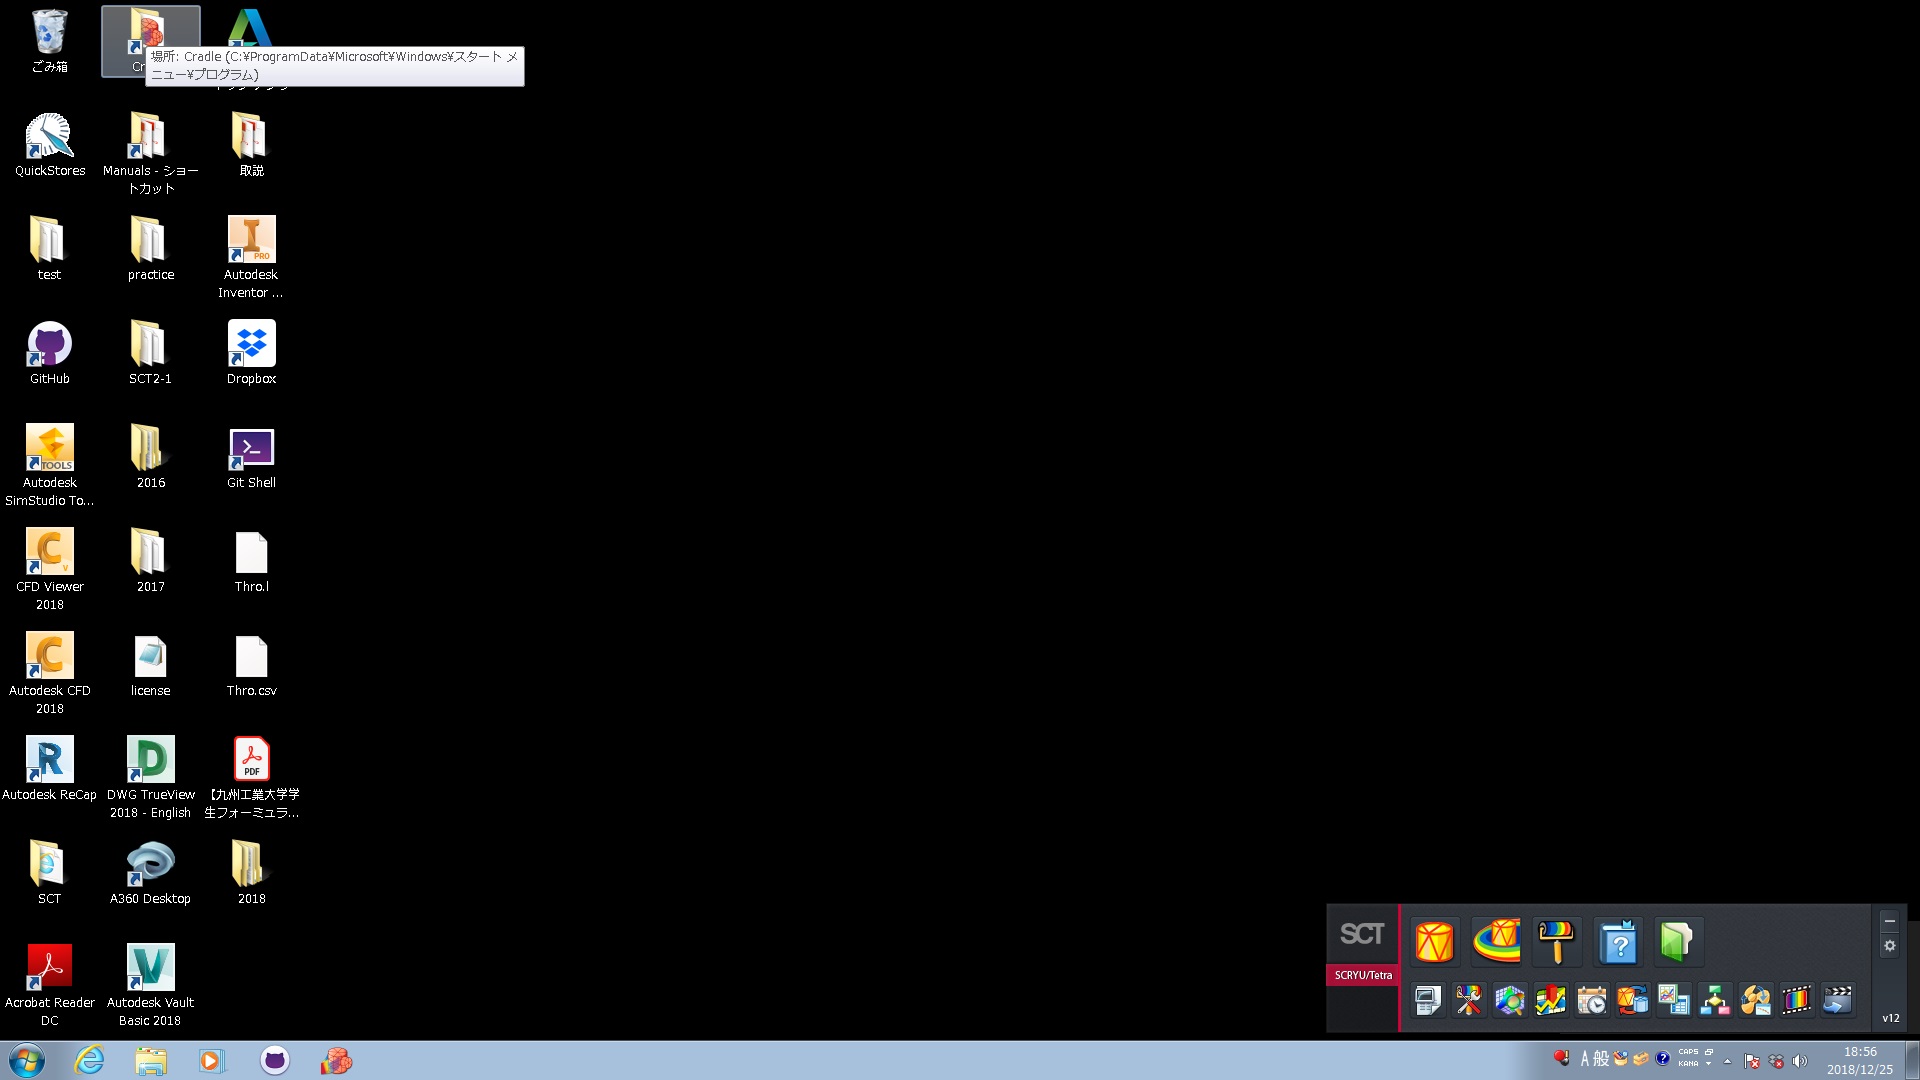 ごみ箱
場所: Cradle (C:¥ProgramData¥Microsoft¥Windows¥スタート メ
ニュー¥プログラム)
QuickStores
Manuals - ショー
トカット
取説
test
practice
PRO
Autodesk
Inventor ...
GitHub
SCT2-1
Dropbox
TOOLS
Autodesk
SimStudio To...
2016
Git Shell
CFD Viewer
2018
2017
Thro.l
Autodesk CFD
2018
license
Thro.csv
Autodesk ReCap
DWG TrueView
2018 - English
PDF
【九州工業大学学
生フォーミュラ...
SCT
A360 Desktop
2018
Acrobat Reader
DC
Autodesk Vault
Basic 2018
SCT
SCRYU/Tetra
v12
A 般
CAPS
KANA
18:56
2018/12/25